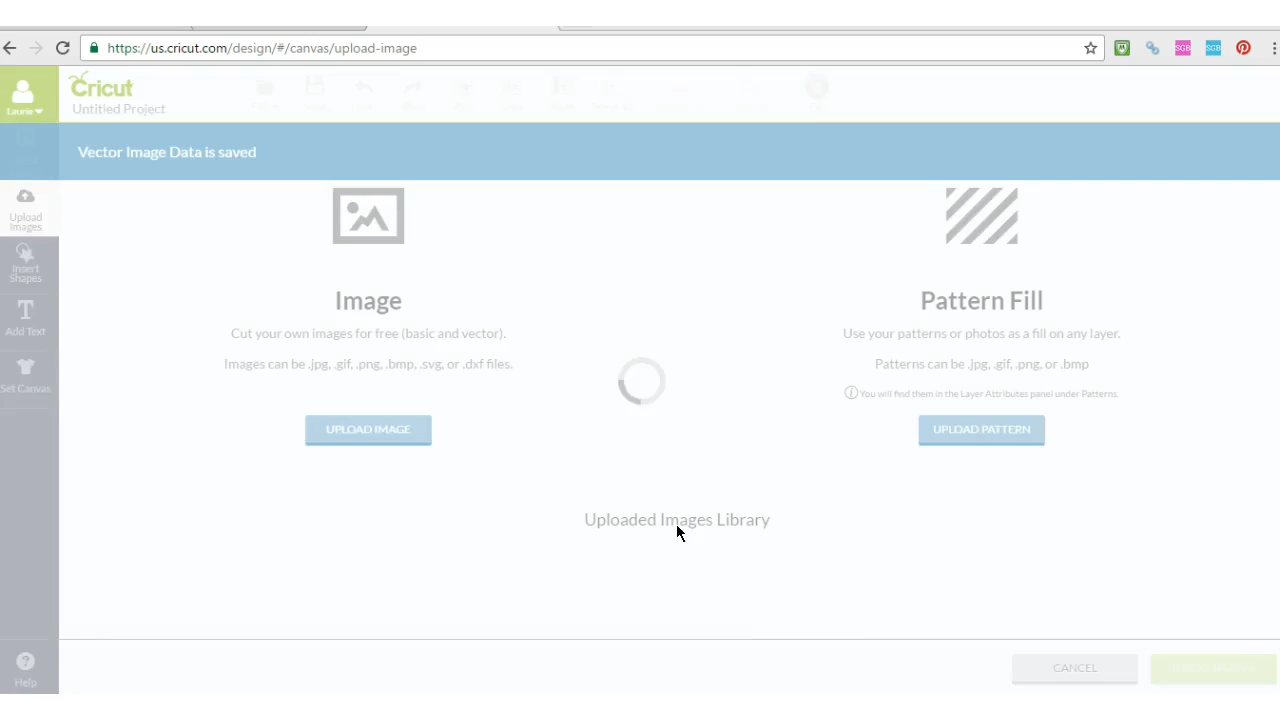 https://us.cricut.com/design/#/canvas/upload-image
SGB
SGB
Laurie
Cricut
Untitled Project
Vector Image Data is saved
Upload
Images
Insert
Shapes
Add Text
Set Canvas
Help
Image
Cut your own images for free (basic and vector).
Images can be .jpg, .gif, .png, .bmp, .svg, or .dxf files.
UPLOAD IMAGE
Pattern Fill
Use your patterns or photos as a fill on any layer.
Patterns can be .jpg, .gif, .png, or .bmp
You will find them in the Layer Attributes panel under Patterns.
UPLOAD PATTERN
Uploaded Images Library
CANCEL